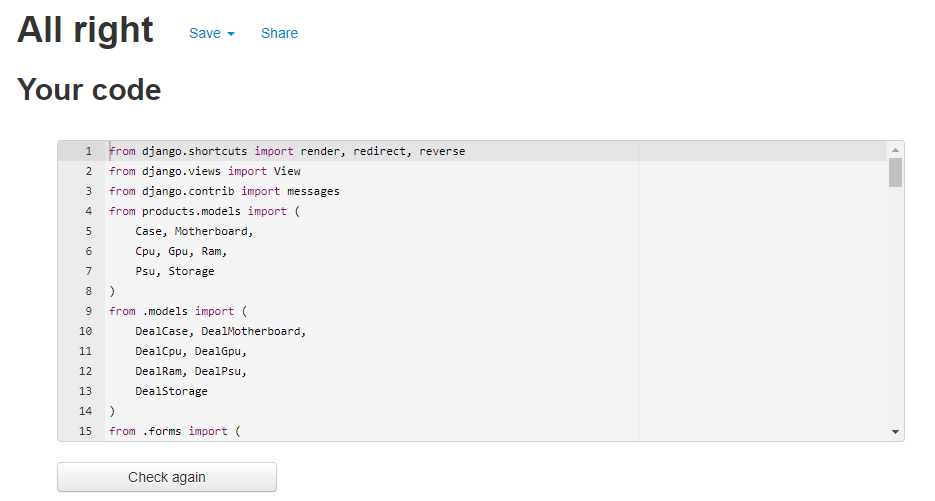 All right Save Share
Your code
1 from django.shortcuts import render, redirect, reverse
2 from django.views import View
3 from django.contrib import messages
4 from products.models import (
5 Case, Motherboard,
6 Cpu, Gpu, Ram,
7 Psu, Storage
8 )
9 from .models import (
10 DealCase, DealMotherboard,
11 DealCpu, DealGpu,
12 DealRam, DealPsu,
13 DealStorage
14 )
15 from .forms import (
Check again